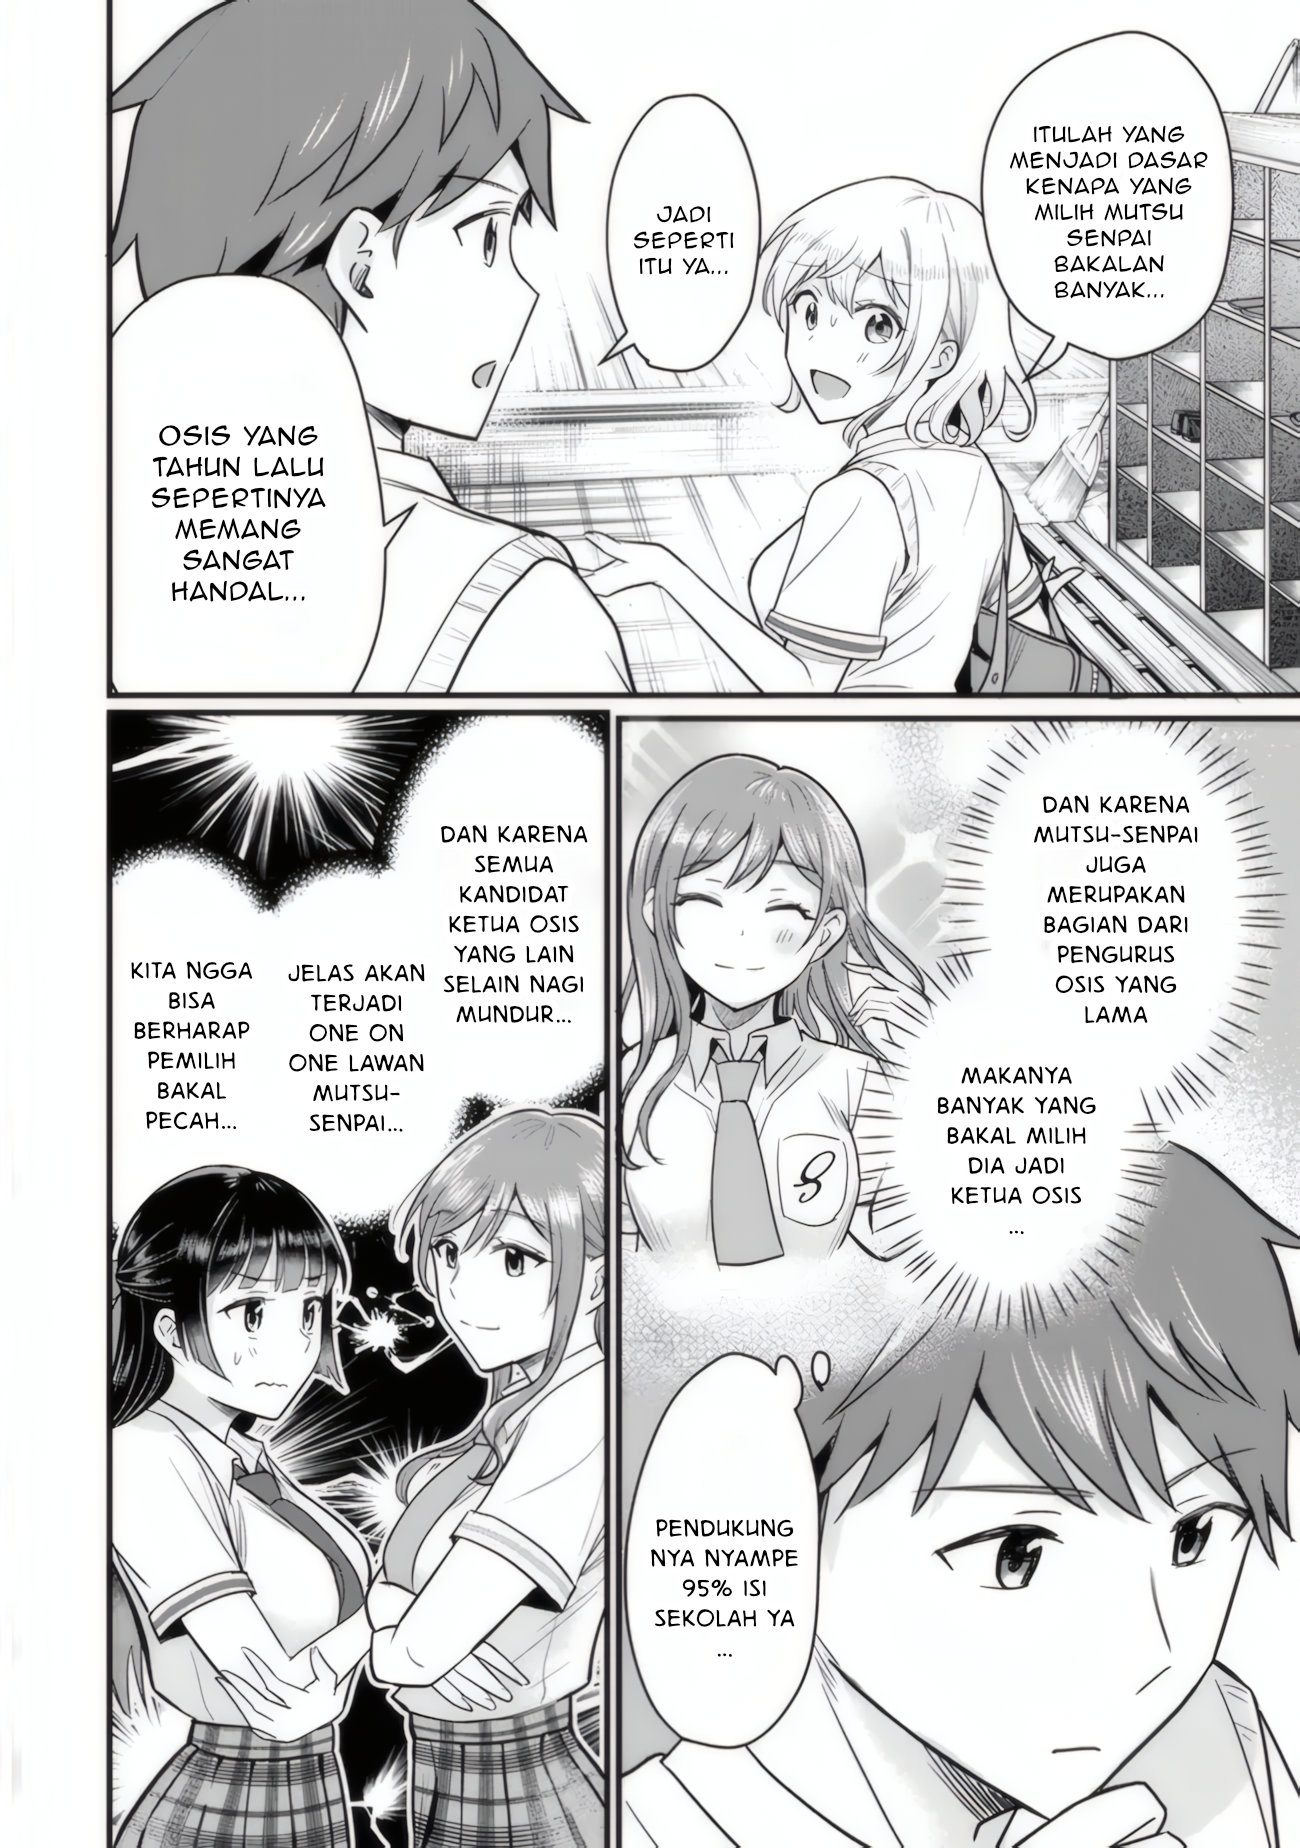 ITULAH YANG
MENJADI DASAR
KENAPA YANG
MILIH MUTSU
SENPAI
BAKALAN
BANYAK...
JADI
SEPERTI
ITU YA...
OSIS YANG
TAHUN LALU
SEPERTINYA
MEMANG
SANGAT
HANDAL...
DAN KARENA
MUTSU-SENPAI
JUGA
MERUPAKAN
BAGIAN DARI
PENGURUS
OSIS YANG
LAMA
MAKANYA
BANYAK YANG
BAKAL MILIH
DIA JADI
KETUA OSIS
...
S
PENDUKUNG
NYA NYAMPE
95% ISI
SEKOLAH YA
...
DAN KARENA
SEMUA
KANDIDAT
KETUA OSIS
YANG LAIN
SELAIN NAGI
MUNDUR...
JELAS AKAN
TERJADI
ONE ON
ONE LAWAN
MUTSU-
SENPAI...
KITA NGGA
BISA
BERHARAP
PEMILIH
BAKAL
PECAH...